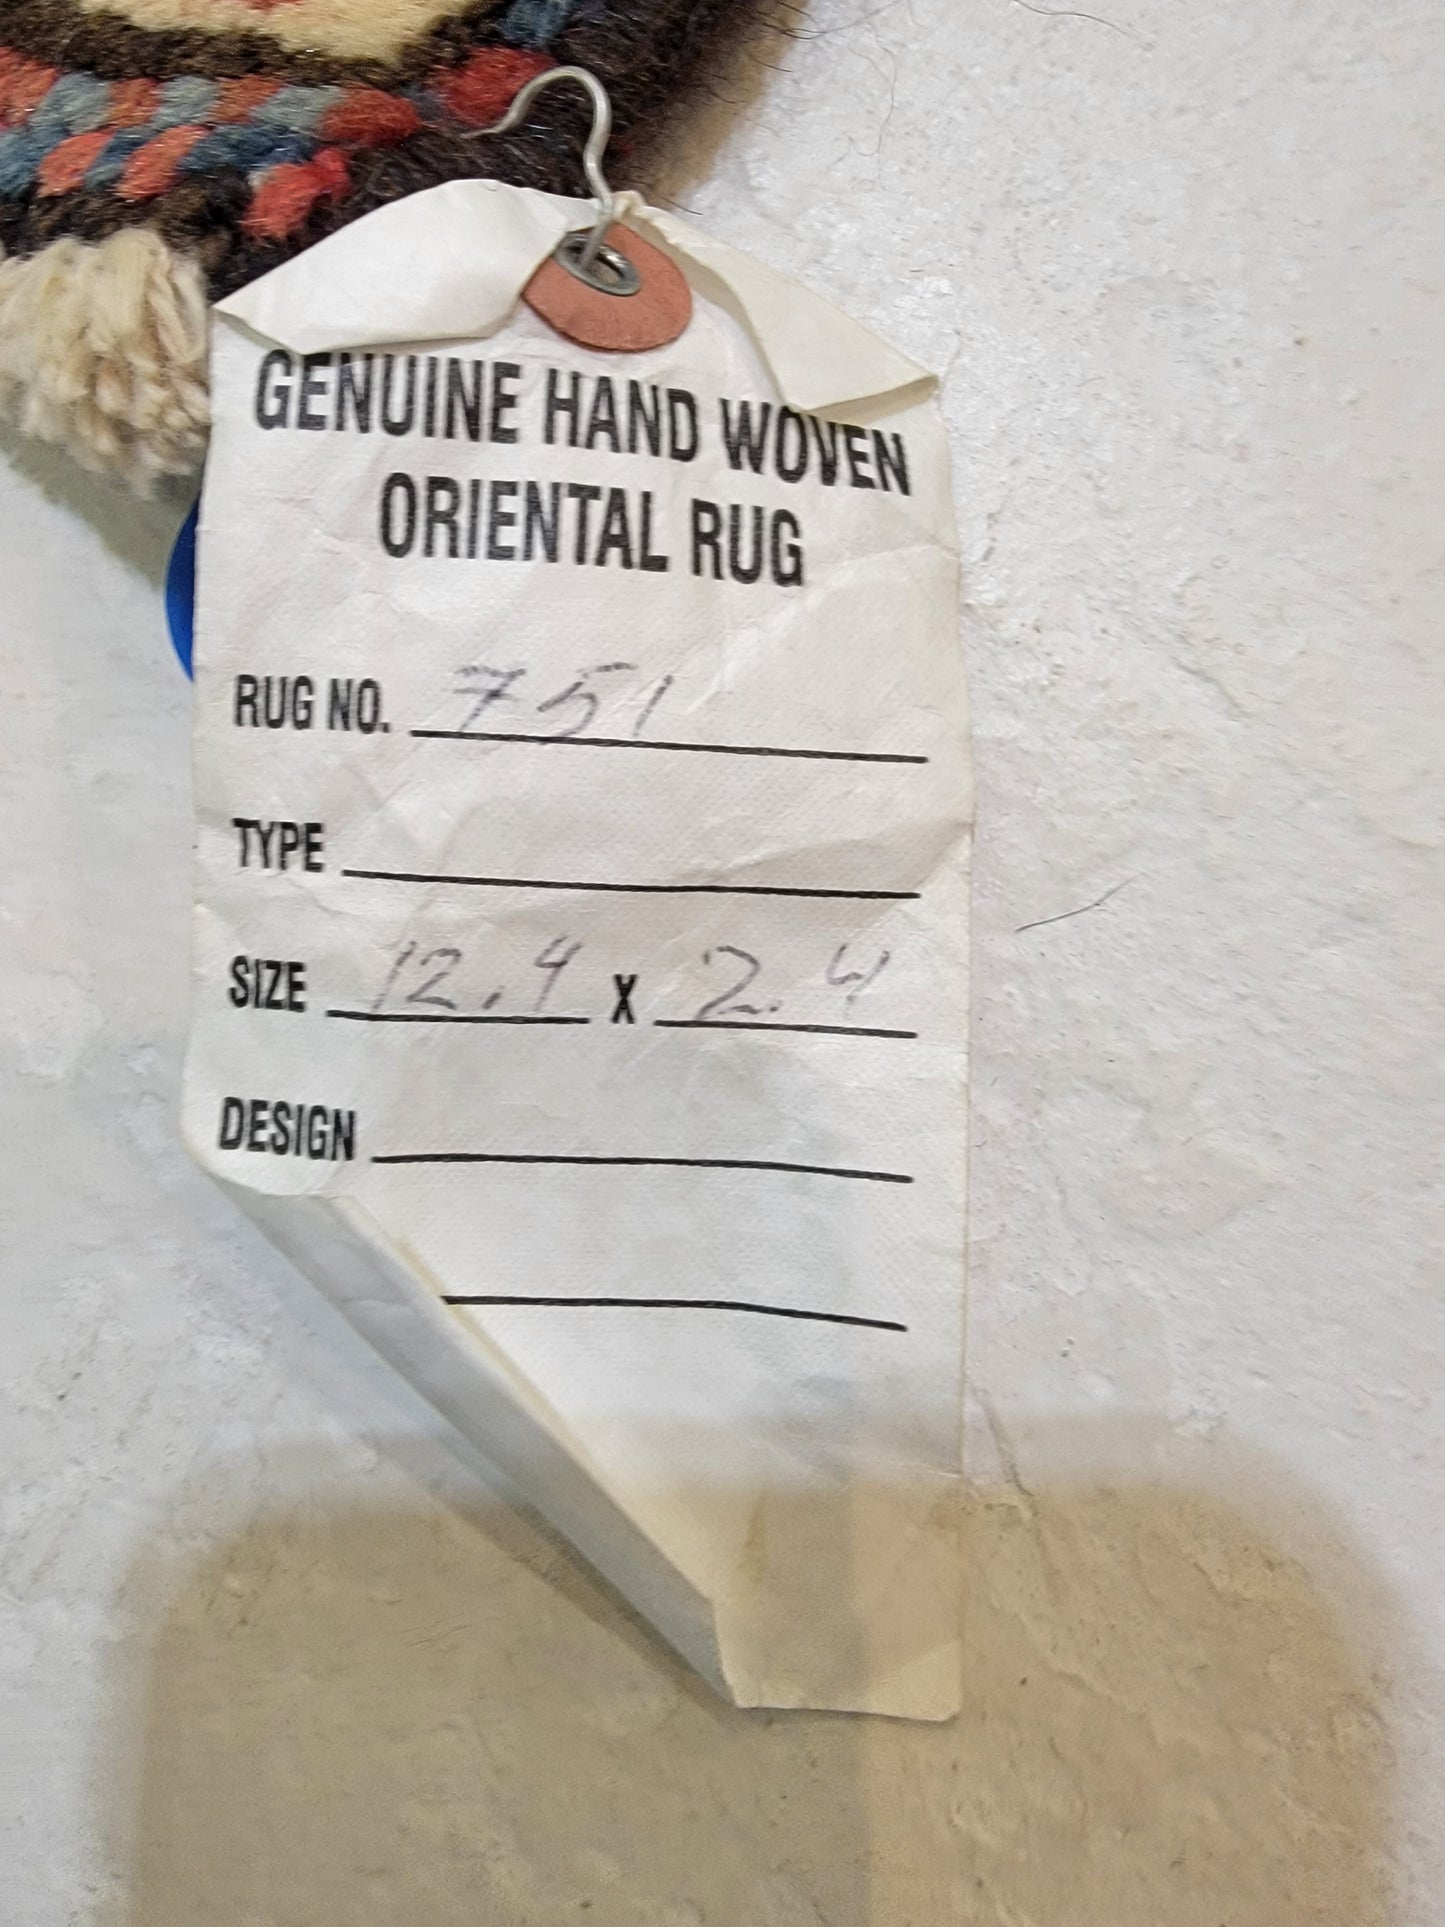 GENUINE HAND WOVEN
ORIENTAL RUG
RUG NO. 751
TYPE
SIZE 12.4 X 2.4
DESIGN